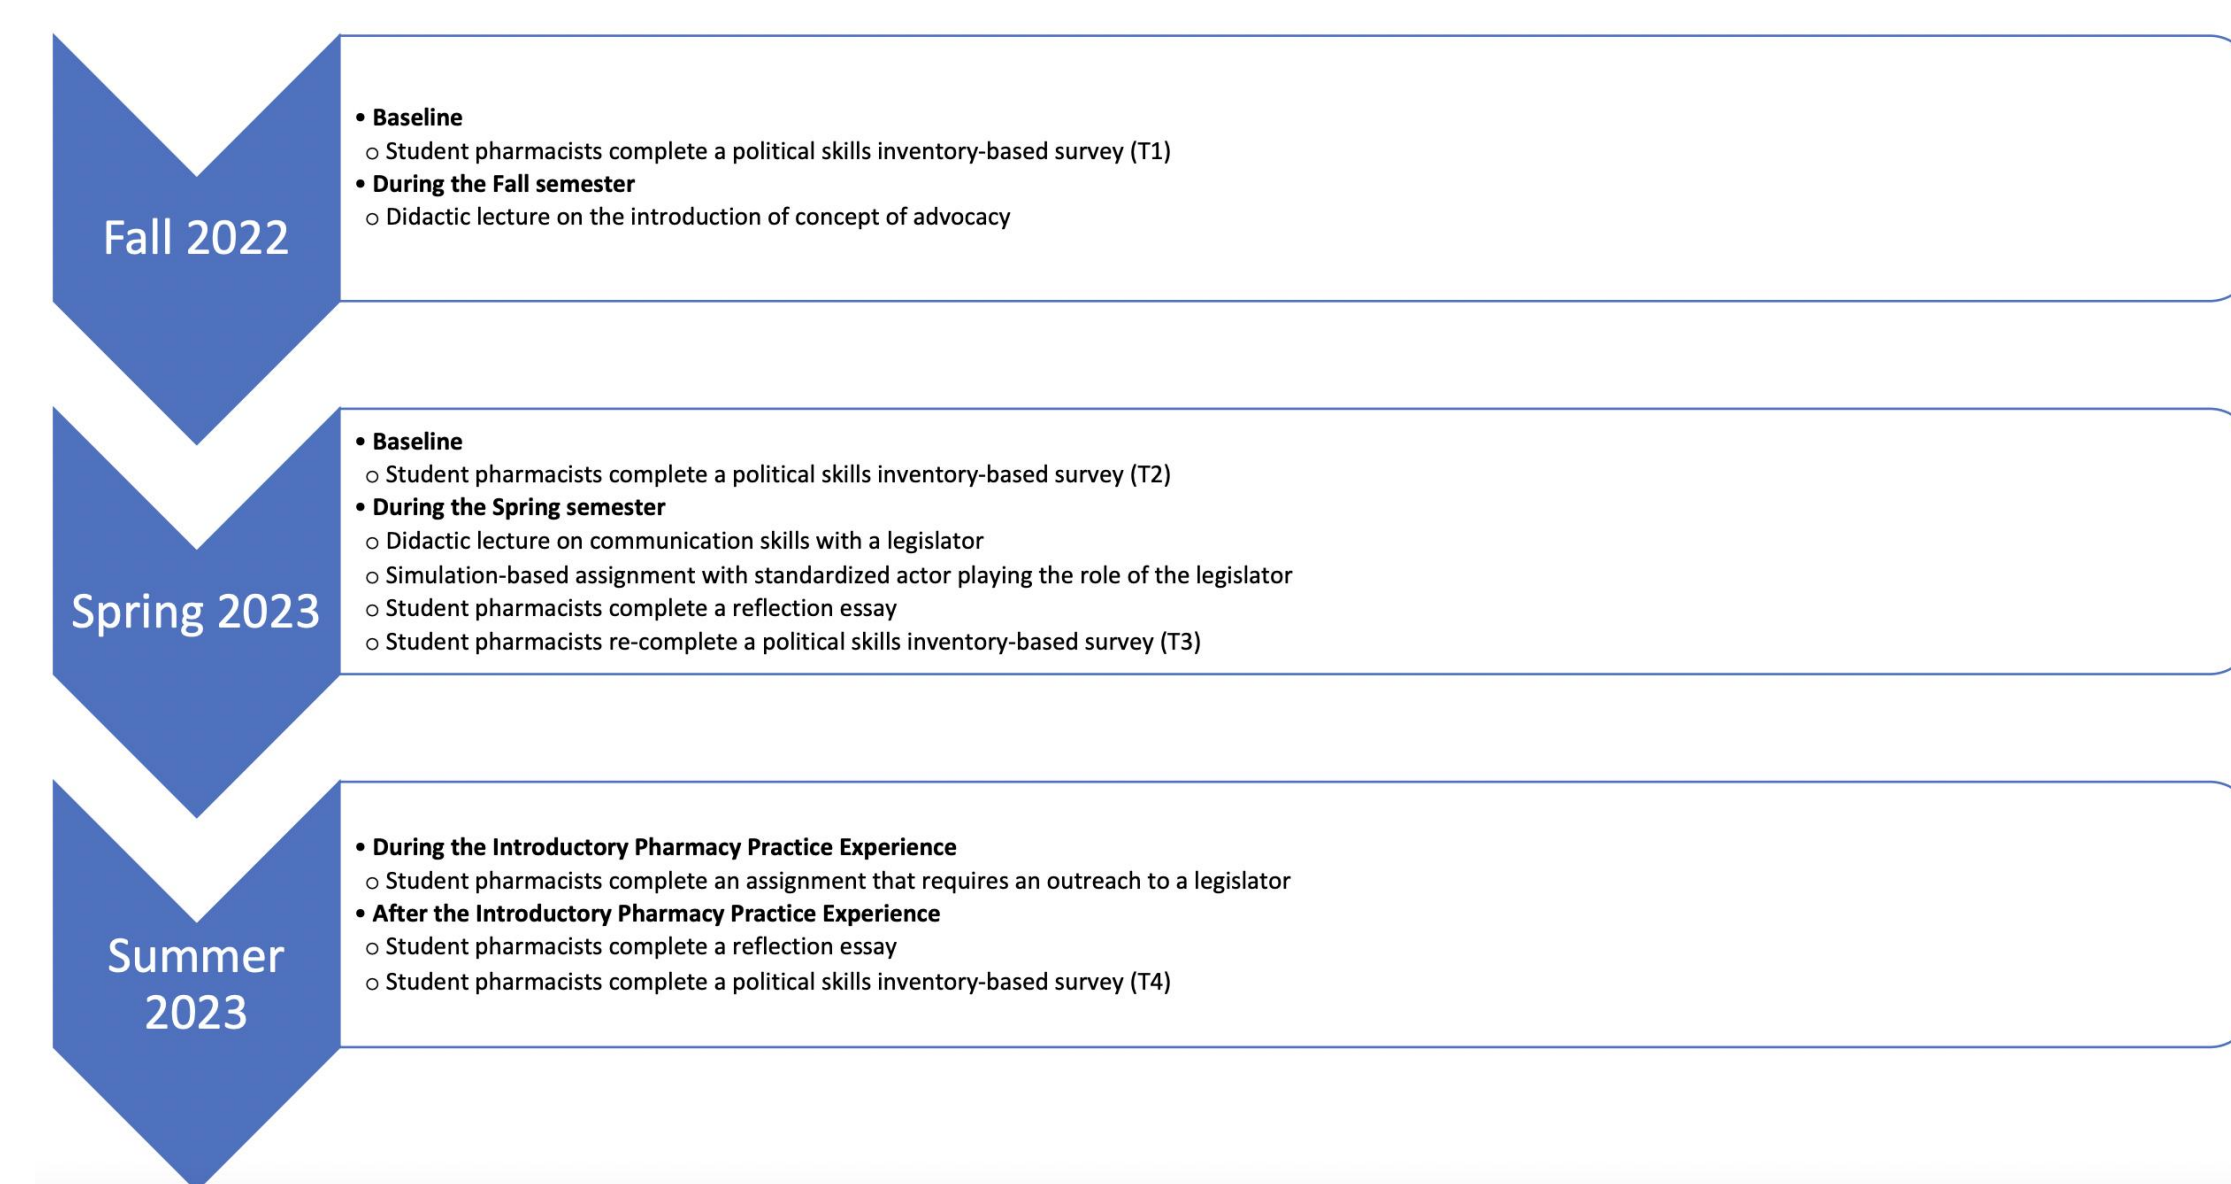 Fall 2022
• Baseline
o Student pharmacists complete a political skills inventory-based survey (T1)
• During the Fall semester
o Didactic lecture on the introduction of concept of advocacy
Spring 2023
• Baseline
o Student pharmacists complete a political skills inventory-based survey (T2)
• During the Spring semester
o Didactic lecture on communication skills with a legislator
o Simulation-based assignment with standardized actor playing the role of the legislator
o Student pharmacists complete a reflection essay
o Student pharmacists re-complete a political skills inventory-based survey (T3)
Summer
2023
• During the Introductory Pharmacy Practice Experience
o Student pharmacists complete an assignment that requires an outreach to a legislator
• After the Introductory Pharmacy Practice Experience
o Student pharmacists complete a reflection essay
o Student pharmacists complete a political skills inventory-based survey (T4)